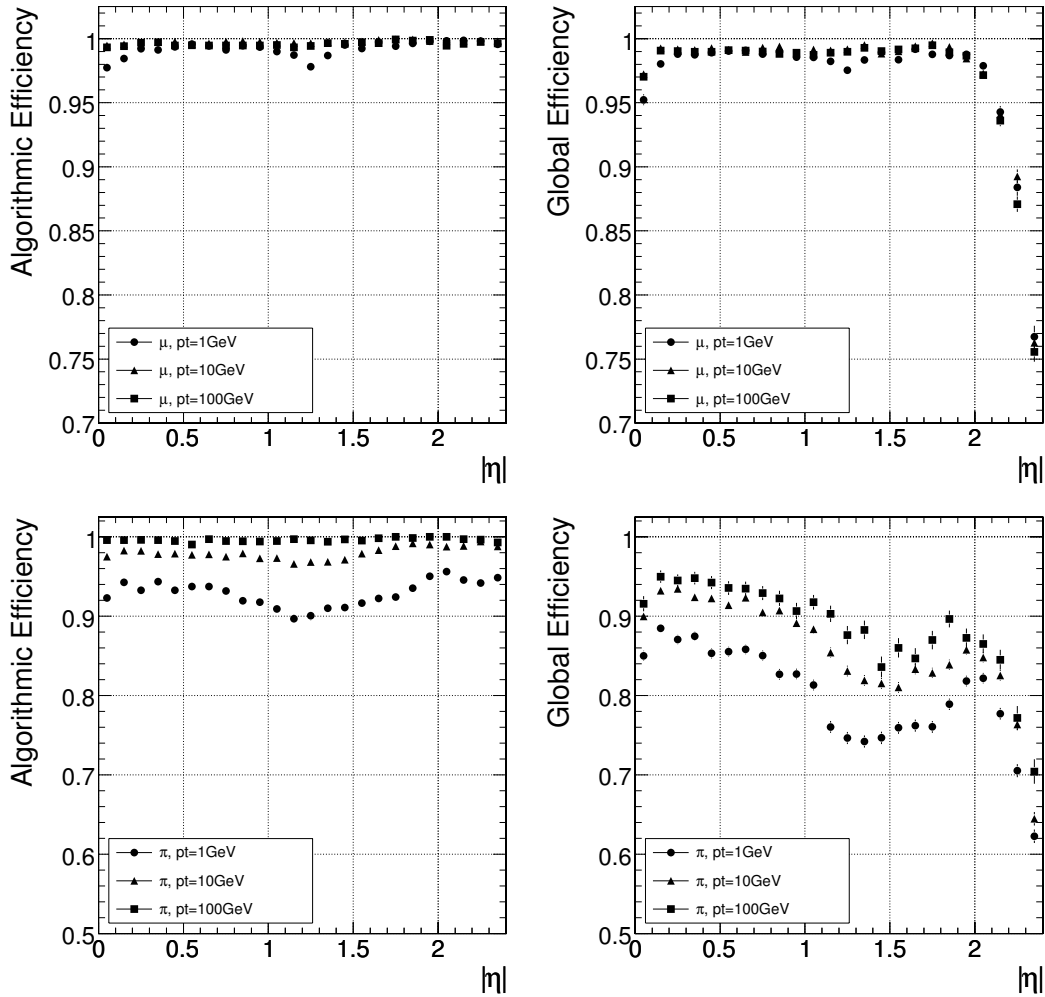 Algorithmic Efficiency
1
0.95
0.9
0.85
0.8
0.75
0.7
μ, pt=1GeV
μ, pt=10GeV
μ, pt=100GeV
0 0.5 1 1.5 2
|η|
Global Efficiency
1
0.95
0.9
0.85
0.8
0.75
0.7
μ, pt=1GeV
μ, pt=10GeV
μ, pt=100GeV
0 0.5 1 1.5 2
|η|
Algorithmic Efficiency
1
0.9
0.8
0.7
0.6
0.5
π, pt=1GeV
π, pt=10GeV
π, pt=100GeV
0 0.5 1 1.5 2
|η|
Global Efficiency
1
0.9
0.8
0.7
0.6
0.5
π, pt=1GeV
π, pt=10GeV
π, pt=100GeV
0 0.5 1 1.5 2
|η|